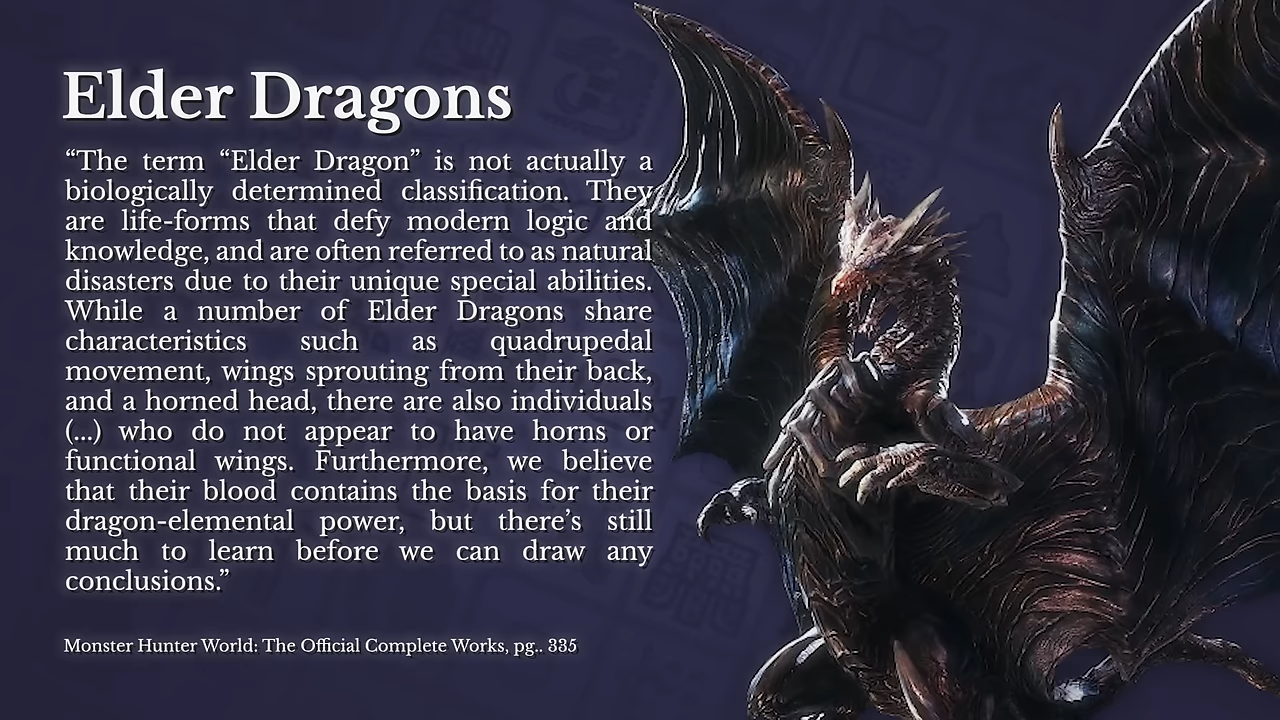 Elder Dragons
“The term “Elder Dragon” is not actually a
biologically determined classification. They
are life-forms that defy modern logic and
knowledge, and are often referred to as natural
disasters due to their unique special abilities.
While a number of Elder Dragons share
characteristics such as quadrupedal
movement, wings sprouting from their back,
and a horned head, there are also individuals
(...) who do not appear to have horns or
functional wings. Furthermore, we believe
that their blood contains the basis for their
dragon-elemental power, but there’s still
much to learn before we can draw any
conclusions.”
Monster Hunter World: The Official Complete Works, pg.. 335